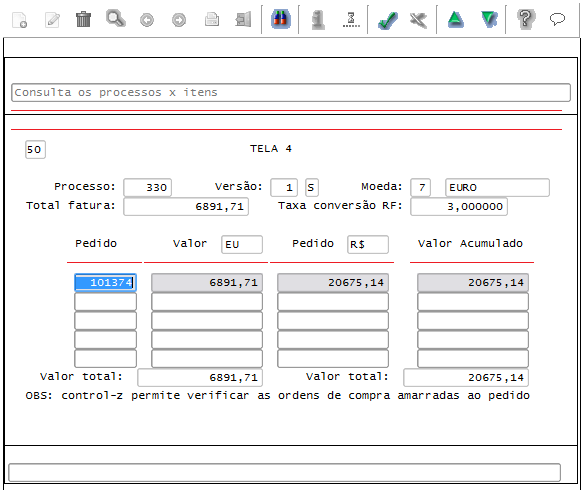 Consulta os processos x itens
50 TELA 4
Processo: 330 Versão: 1 S Moeda: 7 EURO
Total fatura: 6891,71 Taxa conversão RF: 3,000000
Pedido Valor EU Pedido R$ Valor Acumulado
101374 6891,71 20675,14 20675,14
Valor total: 6891,71 Valor total: 20675,14
OBS: control-z permite verificar as ordens de compra amarradas ao pedido